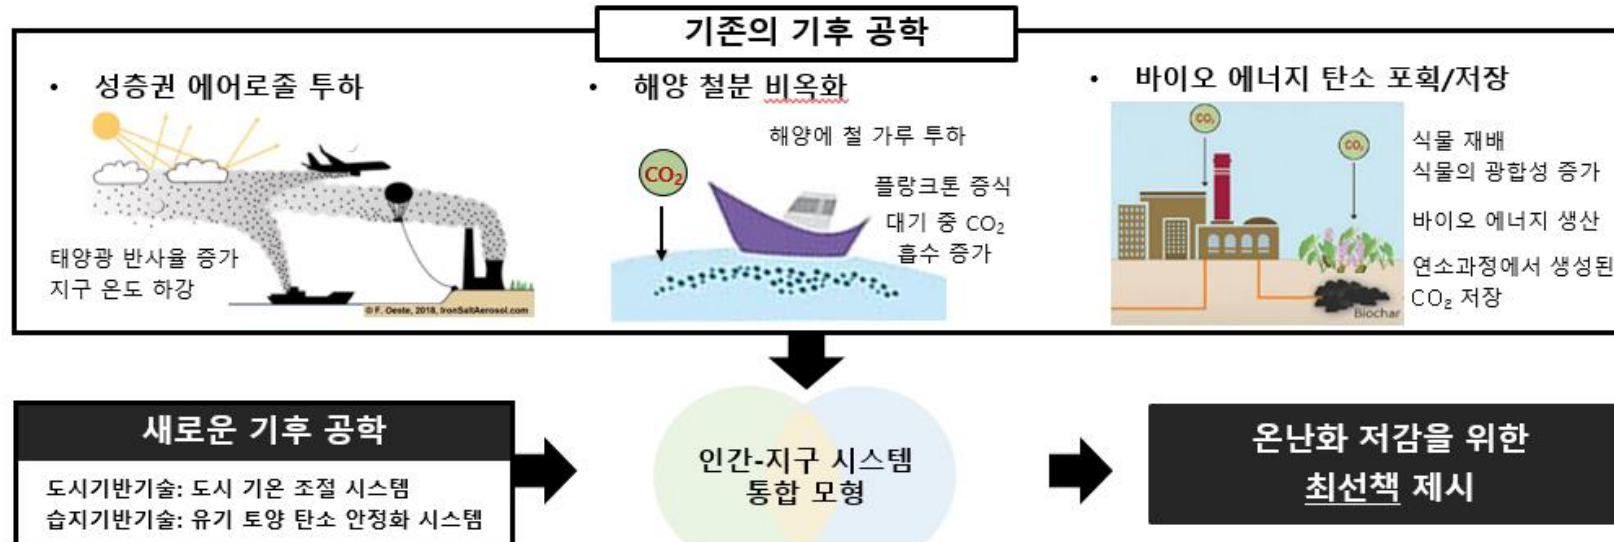 기존의 기후 공학
• 성층권 에어로졸 투하
태양광 반사율 증가
지구 온도 하강
© F. Oeste, 2018, IronSaltAerosol.com
• 해양 철분 비옥화
해양에 철 가루 투하
CO₂
플랑크톤 증식
대기 중 CO₂
흡수 증가
• 바이오 에너지 탄소 포획/저장
CO₂
CO₂
식물 재배
식물의 광합성 증가
바이오 에너지 생산
연소과정에서 생성된
CO₂ 저장
Biochar
새로운 기후 공학
도시기반기술: 도시 기온 조절 시스템
습지기반기술: 유기 토양 탄소 안정화 시스템
인간-지구 시스템
통합 모형
온난화 저감을 위한
최선책 제시